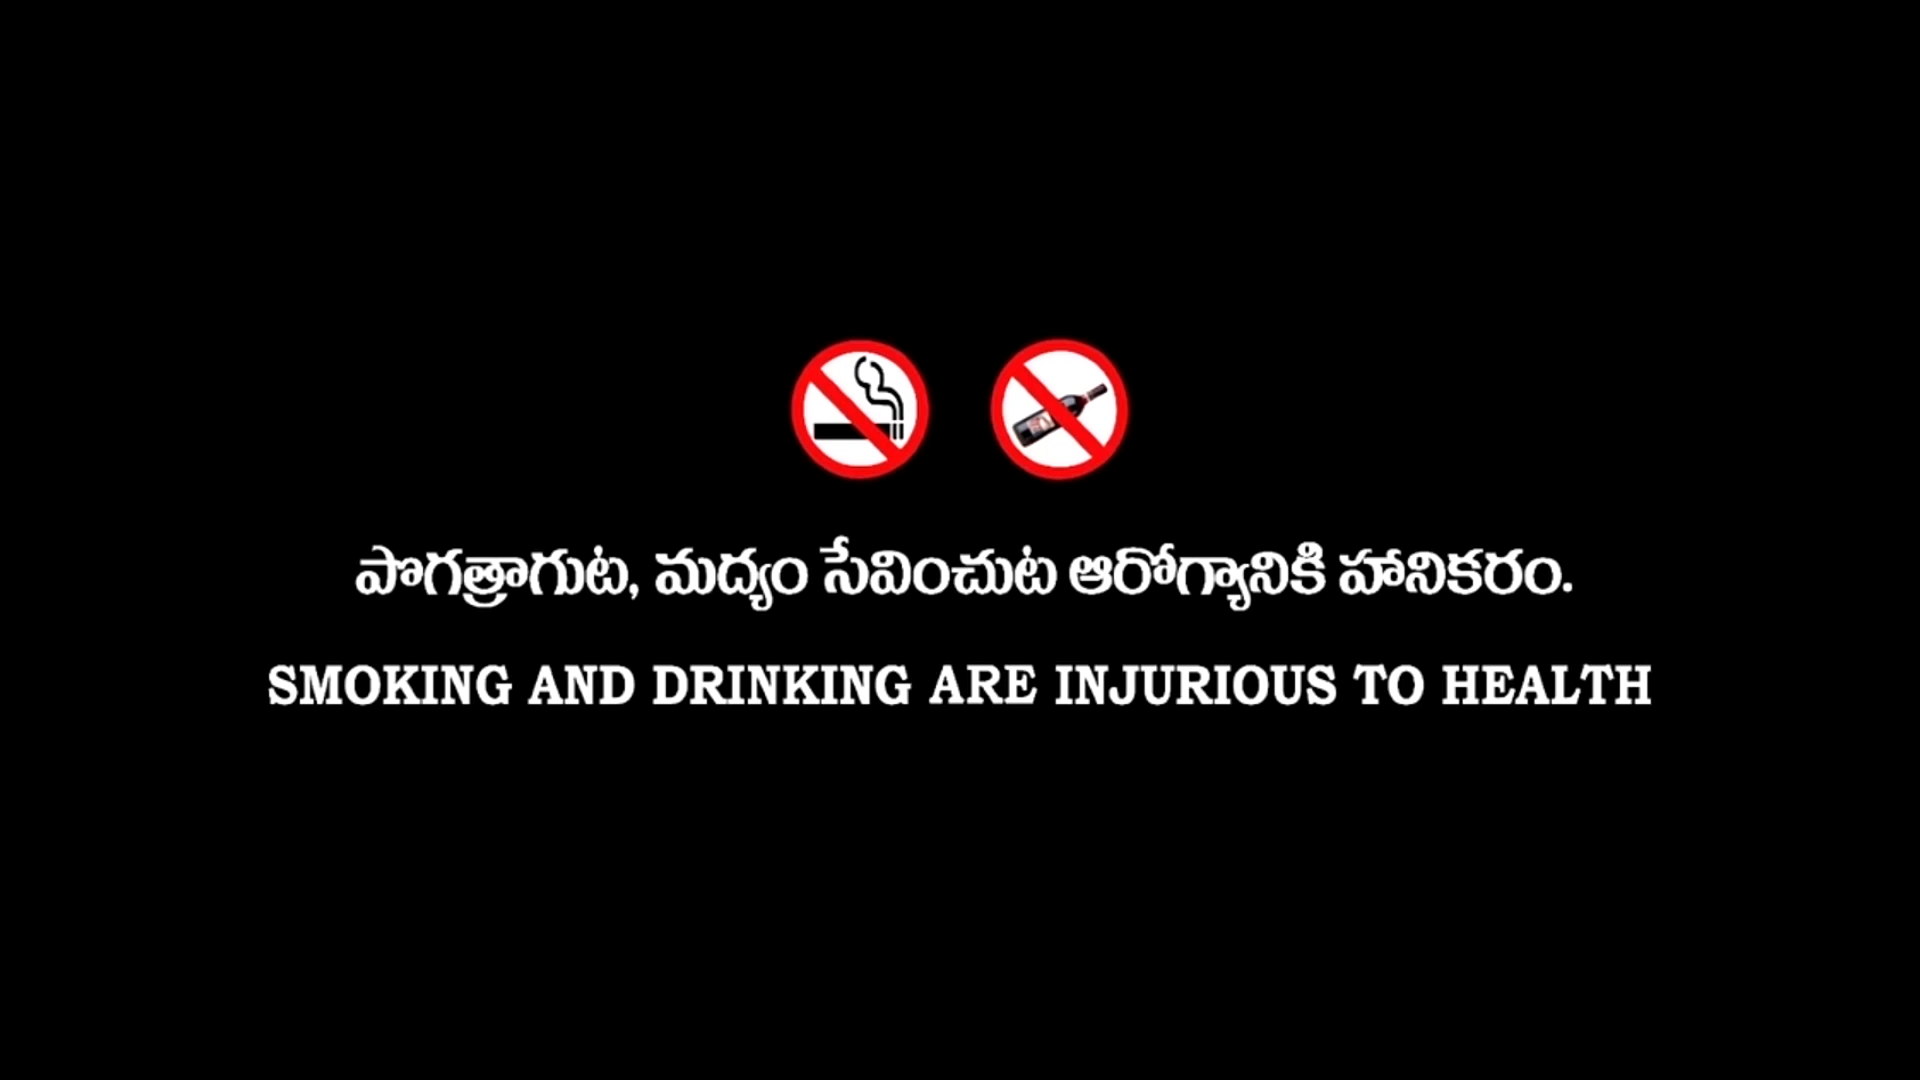 పొగత్రాగుట, మద్యం సేవించుట ఆరోగ్యానికి హానికరం.
SMOKING AND DRINKING ARE INJURIOUS TO HEALTH